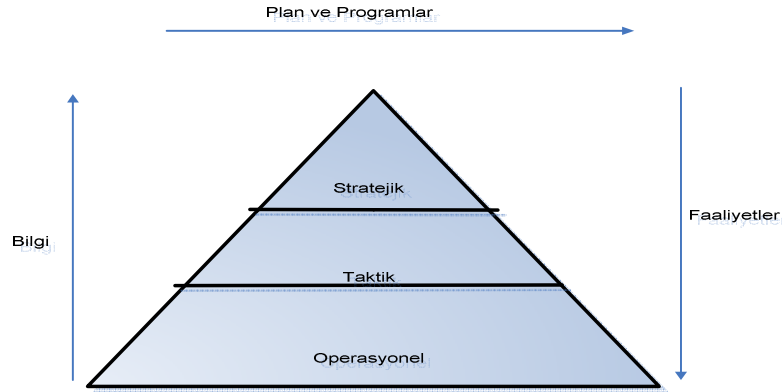 Plan ve Programlar
Stratejik
Faaliyetler
Bilgi
Taktik
Operasyonel